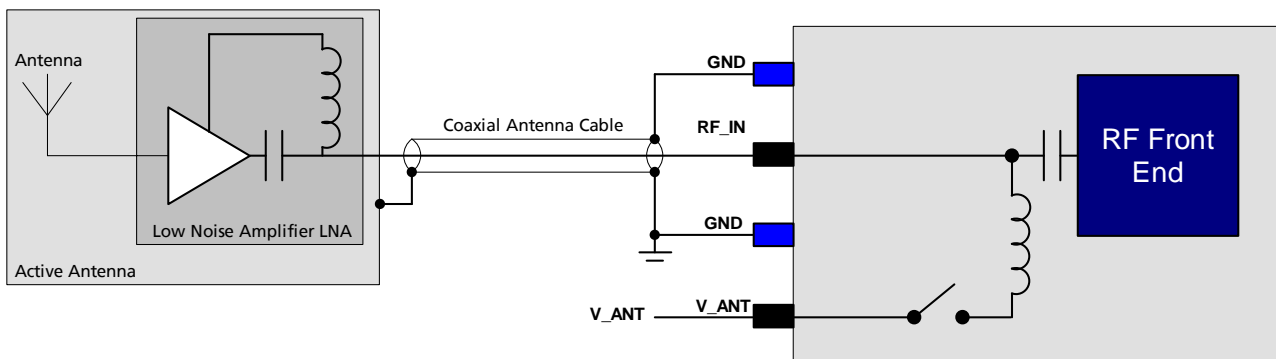 Antenna
Low Noise Amplifier LNA
Active Antenna
Coaxial Antenna Cable
GND
RF_IN
GND
V_ANT
V_ANT
RF Front
End